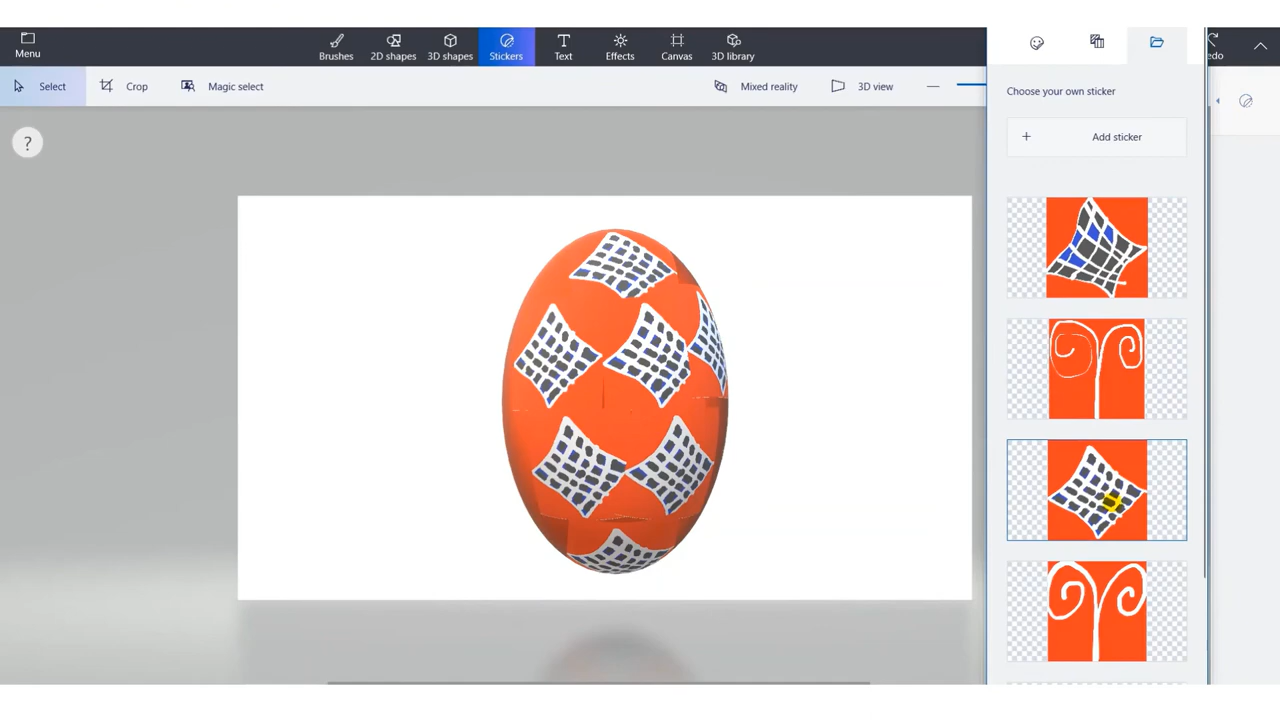 Menu
Brushes
2D shapes
3D shapes
Stickers
Text
Effects
Canvas
3D library
edo
Select
Crop
Magic select
Mixed reality
3D view
?
Choose your own sticker
+ Add sticker